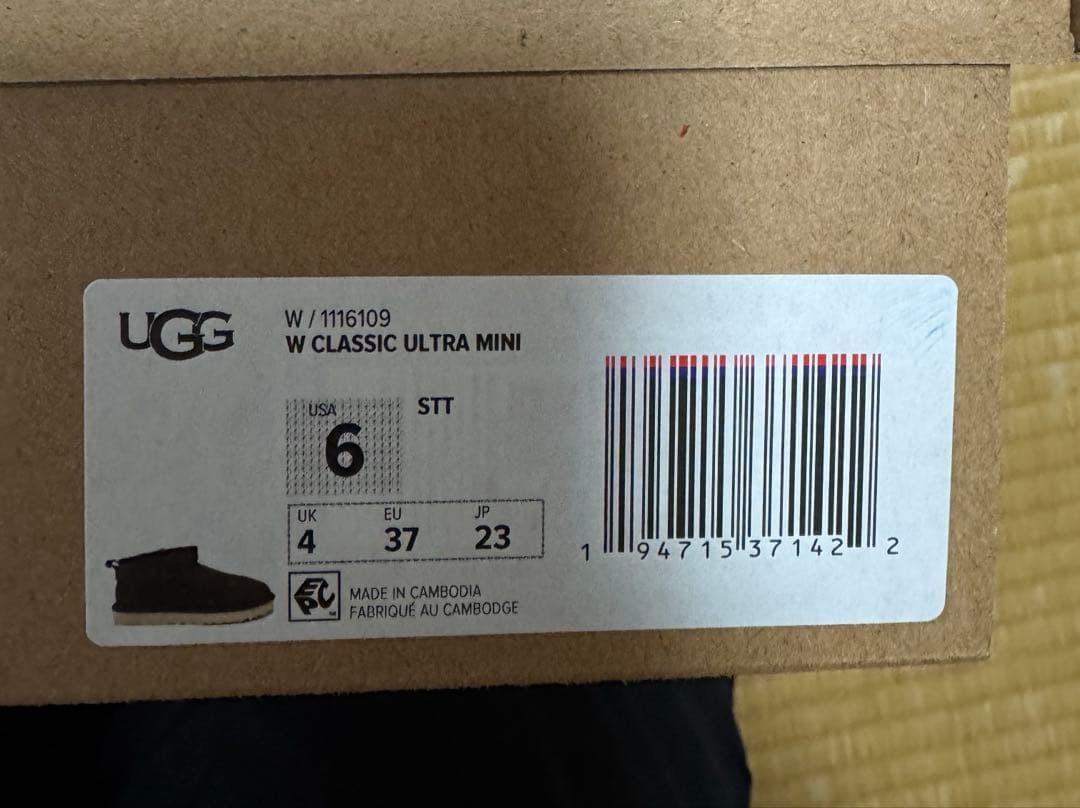 UGG
W / 1116109
W CLASSIC ULTRA MINI
USA
6
STT
UK EU JP
4 37 23
EPC
MADE IN CAMBODIA
FABRIQUÉ AU CAMBODGE
1 94715 37142 2